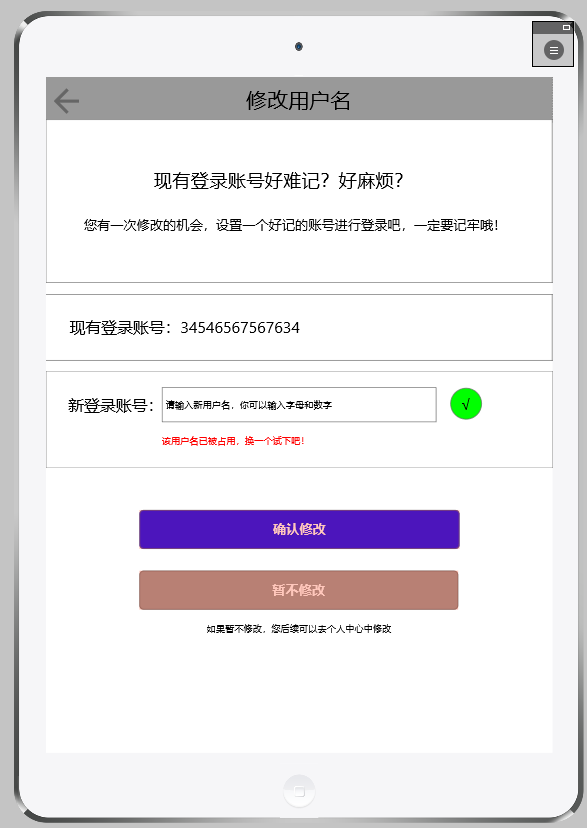 修改用户名
现有登录账号好难记？好麻烦？
您有一次修改的机会，设置一个好记的账号进行登录吧，一定要记牢哦！
现有登录账号：34546567567634
新登录账号： 请输入新用户名，你可以输入字母和数字 √
该用户名已被占用，换一个试下吧！
确认修改
暂不修改
如果暂不修改，您后续可以去个人中心中修改